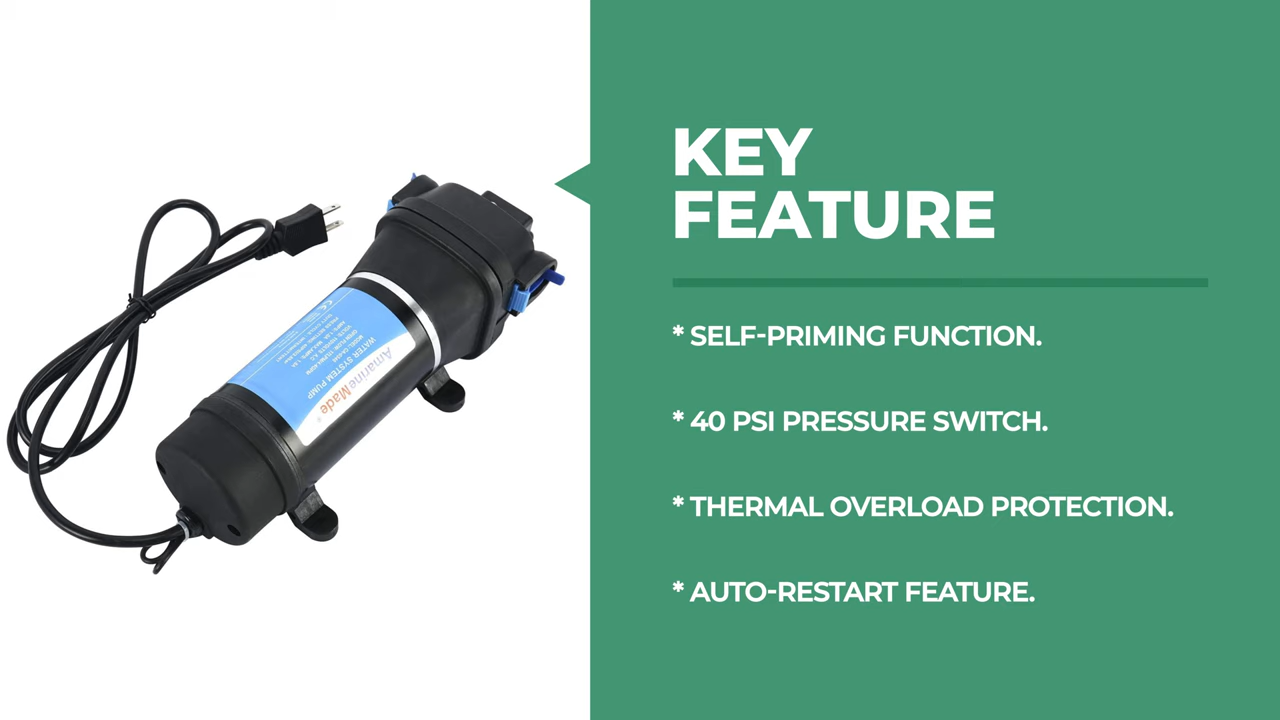 KEY
FEATURE
* SELF-PRIMING FUNCTION.
* 40 PSI PRESSURE SWITCH.
* THERMAL OVERLOAD PROTECTION.
* AUTO-RESTART FEATURE.
AmarineMade
WATER SYSTEM PUMP